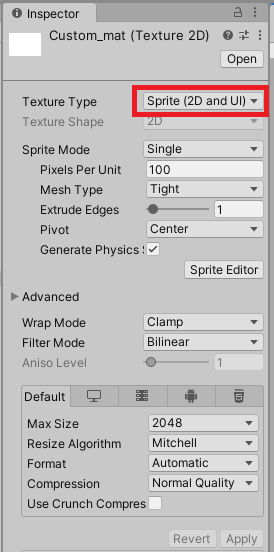 Inspector
Custom_mat (Texture 2D)
Open
Texture Type Sprite (2D and UI)
Texture Shape 2D
Sprite Mode Single
Pixels Per Unit 100
Mesh Type Tight
Extrude Edges 1
Pivot Center
Generate Physics S
Sprite Editor
Advanced
Wrap Mode Clamp
Filter Mode Bilinear
Aniso Level 1
Default
Max Size 2048
Resize Algorithm Mitchell
Format Automatic
Compression Normal Quality
Use Crunch Compres
Revert Apply